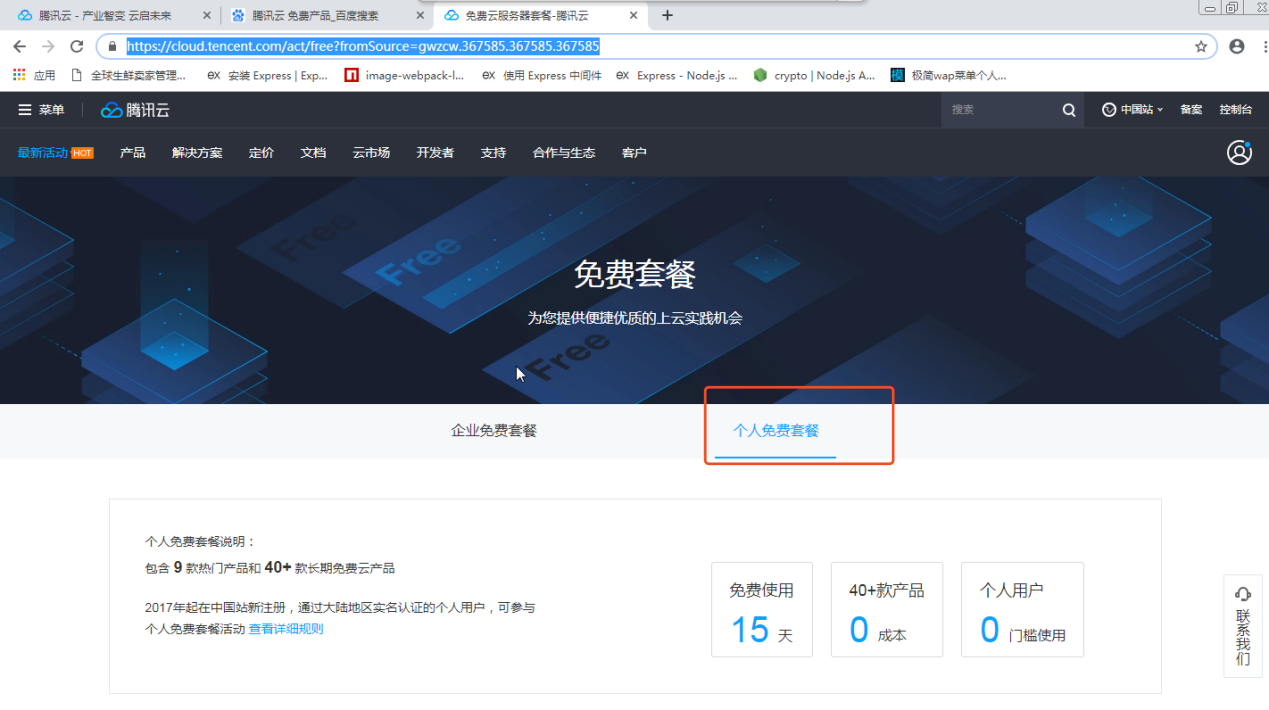 腾讯云 - 产业智变 云启未来
腾讯云 免费产品_百度搜索
免费云服务器套餐-腾讯云
https://cloud.tencent.com/act/free?fromSource=gwzcw.367585.367585.367585
应用
全球生鲜卖家管理...
ex 安装 Express | Exp...
image-webpack-l...
ex 使用 Express 中间件
ex Express - Node.js ...
crypto | Node.js A...
模 极简wap菜单个人...
菜单
腾讯云
搜索
中国站
备案
控制台
最新活动 HOT
产品
解决方案
定价
文档
云市场
开发者
支持
合作与生态
客户
Free
Free
免费套餐
为您提供便捷优质的上云实践机会
Free
企业免费套餐
个人免费套餐
个人免费套餐说明：
包含 9 款热门产品和 40+ 款长期免费云产品
2017年起在中国站新注册，通过大陆地区实名认证的个人用户，可参与
个人免费套餐活动 查看详细规则
免费使用
15 天
40+款产品
0 成本
个人用户
0 门槛使用
联系我们